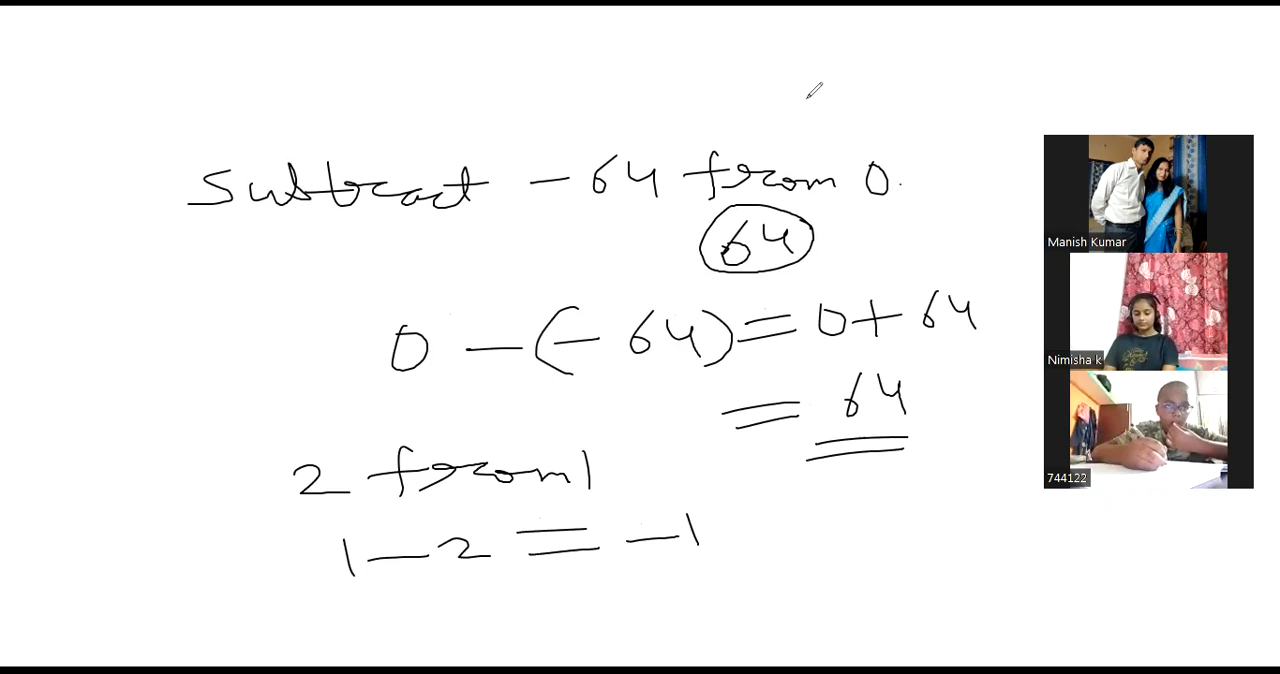 Subtract - 64 from 0.
64
0 - (- 64) = 0 + 64
= 64
2 from 1
1 - 2 = - 1
Manish Kumar
Nimisha k
744122